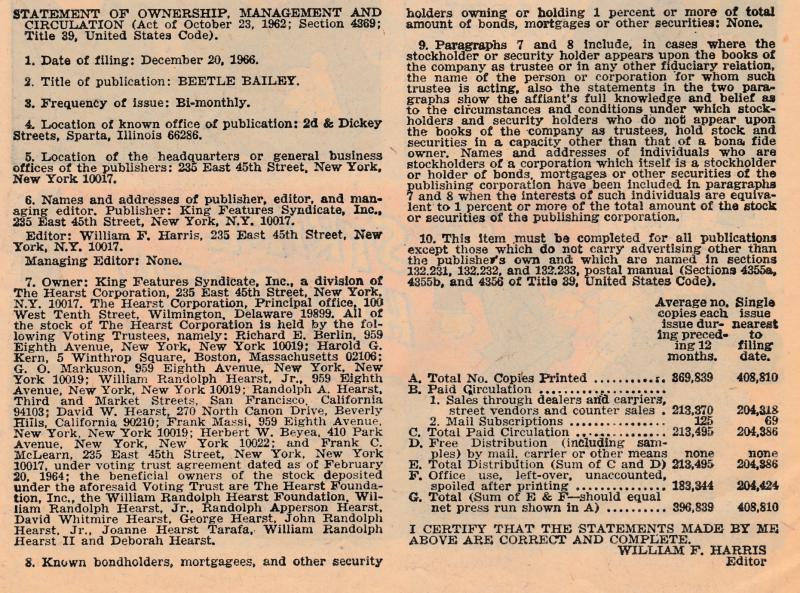 STATEMENT OF OWNERSHIP, MANAGEMENT AND
CIRCULATION (Act of October 23, 1962; Section 4369;
Title 39, United States Code).
1. Date of filing: December 20, 1966.
2. Title of publication: BEETLE BAILEY.
3. Frequency of issue: Bi-monthly.
4. Location of known office of publication: 2d & Dickey
Streets, Sparta, Illinois 66286.
5. Location of the headquarters or general business
offices of the publishers: 235 East 45th Street, New York,
New York 10017.
6. Names and addresses of publisher, editor, and man-
aging editor. Publisher: King Features Syndicate, Inc.,
235 East 45th Street, New York, N.Y. 10017.
Editor: William F. Harris, 235 East 45th Street, New
York, N.Y. 10017.
Managing Editor: None.
7. Owner: King Features Syndicate, Inc., a division of
The Hearst Corporation, 235 East 45th Street, New York,
N.Y. 10017. The Hearst Corporation, Principal office, 100
West Tenth Street, Wilmington, Delaware 19899. All of
the stock of The Hearst Corporation is held by the fol-
lowing Voting Trustees, namely: Richard E. Berlin, 959
Eighth Avenue, New York, New York 10019; Harold G.
Kern, 5 Winthrop Square, Boston, Massachusetts 02106;
G. O. Markuson, 959 Eighth Avenue, New York, New
York 10019; William Randolph Hearst, Jr., 959 Eighth
Avenue, New York, New York 10019; Randolph A. Hearst,
Third and Market Streets, San Francisco, California
94103; David W. Hearst, 270 North Canon Drive, Beverly
Hills, California 90210; Frank Massi, 959 Eighth Avenue,
New York, New York 10019; Herbert W. Beyea, 410 Park
Avenue, New York, New York 10022; and Frank C.
McLearn, 235 East 45th Street, New York, New York
10017, under voting trust agreement dated as of February
20, 1964; the beneficial owners of the stock deposited
under the aforesaid Voting Trust are The Hearst Founda-
tion, Inc., the William Randolph Hearst Foundation, Wil-
liam Randolph Hearst, Jr., Randolph Apperson Hearst,
David Whitmire Hearst, George Hearst, John Randolph
Hearst, Jr., Joanne Hearst Tarafa, William Randolph
Hearst II and Deborah Hearst.
8. Known bondholders, mortgagees, and other security
holders owning or holding 1 percent or more of total
amount of bonds, mortgages or other securities: None.
9. Paragraphs 7 and 8 include, in cases where the
stockholder or security holder appears upon the books of
the company as trustee or in any other fiduciary relation,
the name of the person or corporation for whom such
trustee is acting, also the statements in the two para-
graphs show the affiant's full knowledge and belief as
to the circumstances and conditions under which stock-
holders and security holders who do not appear upon
the books of the company as trustees, hold stock and
securities in a capacity other than that of a bona fide
owner. Names and addresses of individuals who are
stockholders of a corporation which itself is a stockholder
or holder of bonds, mortgages or other securities of the
publishing corporation have been included in paragraphs
7 and 8 when the interests of such individuals are equiva-
lent to 1 percent or more of the total amount of the stock
or securities of the publishing corporation.
10. This item must be completed for all publications
except those which do not carry advertising other than
the publisher's own and which are named in sections
132.231, 132.232, and 132.233, postal manual (Sections 4355a,
4355b, and 4356 of Title 39, United States Code).
Average no. Single
copies each issue
issue dur- nearest
ing preced- to
ing 12 filing
months. date.
A. Total No. Copies Printed ........... 369,839 408,810
B. Paid Circulation ....................
1. Sales through dealers and carriers,
street vendors and counter sales . 213,370 204,318
2. Mail Subscriptions ............. 125 69
C. Total Paid Circulation .............. 213,495 204,386
D. Free Distribution (including sam-
ples) by mail, carrier or other means none none
E. Total Distribution (Sum of C and D) 213,495 204,386
F. Office use, left-over, unaccounted,
spoiled after printing .............. 183,344 204,424
G. Total (Sum of E & F—should equal
net press run shown in A) .......... 396,839 408,810
I CERTIFY THAT THE STATEMENTS MADE BY ME
ABOVE ARE CORRECT AND COMPLETE.
WILLIAM F. HARRIS
Editor